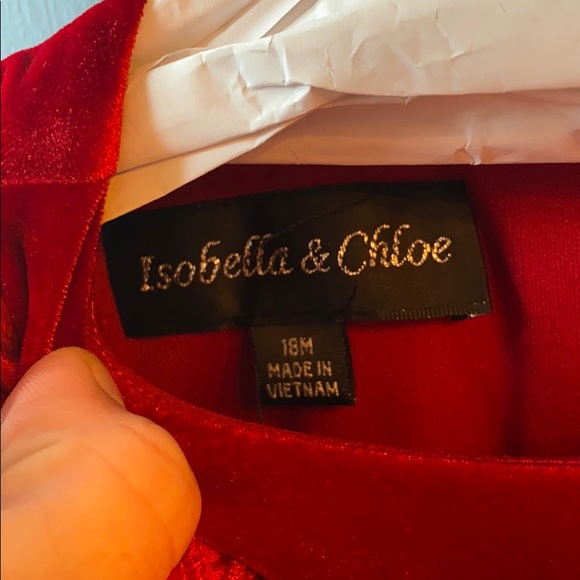 Isobella & Chloe
18M
MADE IN
VIETNAM